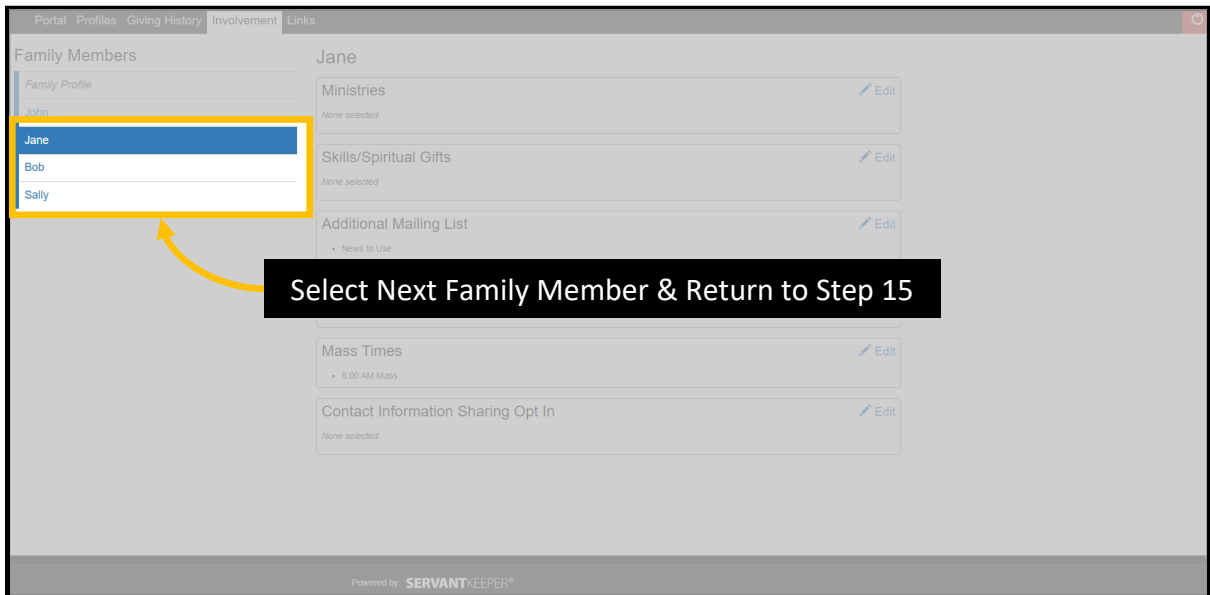 Portal Profiles Giving History Involvement Links
Family Members
Family Profile
John
Jane
Bob
Sally
Jane
Ministries
Edit
None selected
Skills/Spiritual Gifts
Edit
None selected
Additional Mailing List
Edit
• News to Use
Select Next Family Member & Return to Step 15
Mass Times
Edit
• 8:00 AM Mass
Contact Information Sharing Opt In
Edit
None selected
Powered by: SERVANTKEEPER®